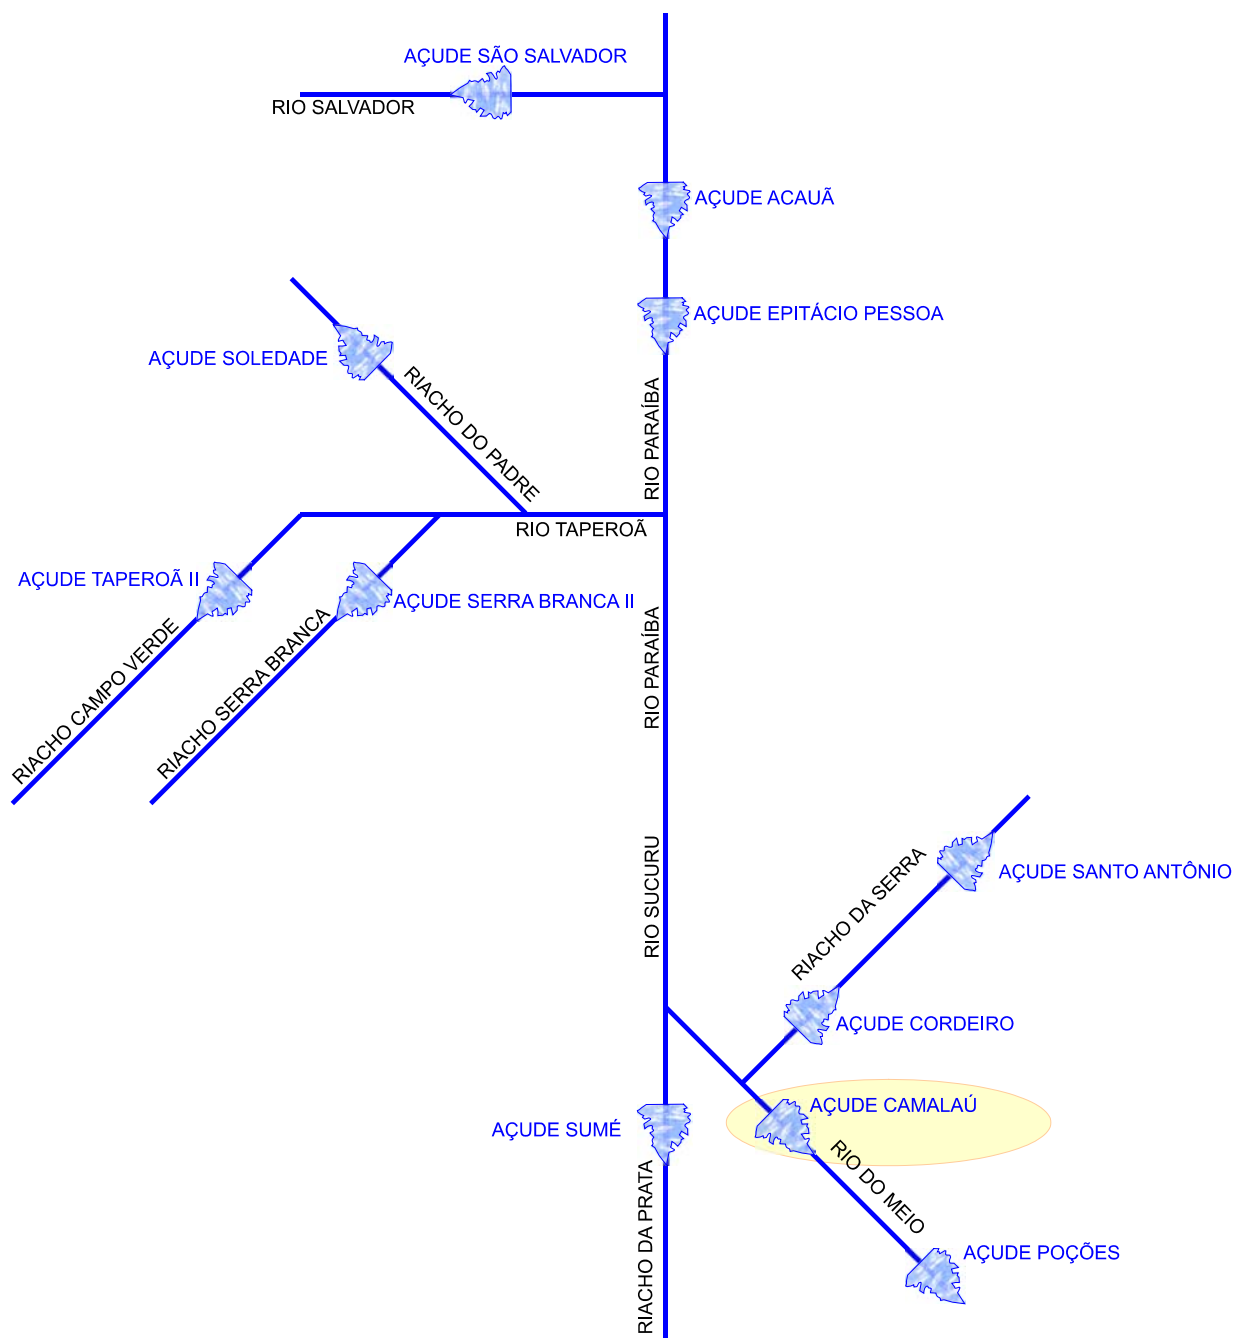 AÇUDE SÃO SALVADOR
RIO SALVADOR
AÇUDE ACAUÃ
AÇUDE EPITÁCIO PESSOA
AÇUDE SOLEDADE
RIACHO DO PADRE
RIO PARAÍBA
RIO TAPEROÃ
AÇUDE TAPEROÃ II
AÇUDE SERRA BRANCA II
RIACHO CAMPO VERDE
RIACHO SERRA BRANCA
RIO PARAÍBA
RIO SUCURU
RIACHO DA SERRA
AÇUDE SANTO ANTÔNIO
AÇUDE CORDEIRO
AÇUDE CAMALAÚ
AÇUDE SUMÉ
RIO DO MEIO
RIACHO DA PRATA
AÇUDE POÇÕES